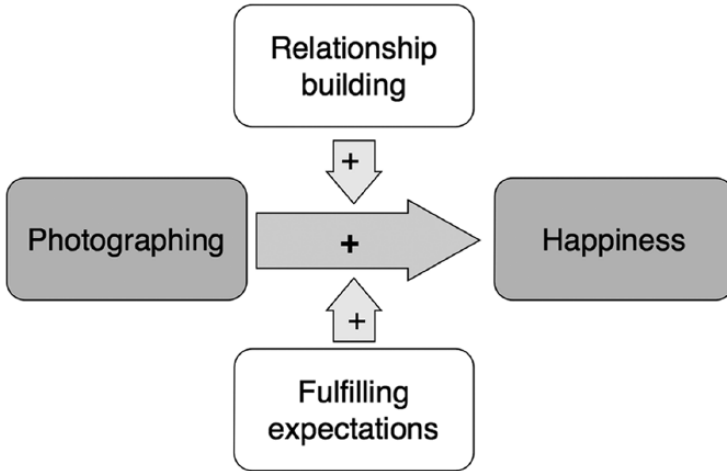 Relationship
building
+
Photographing
+
Happiness
+
Fulfilling
expectations